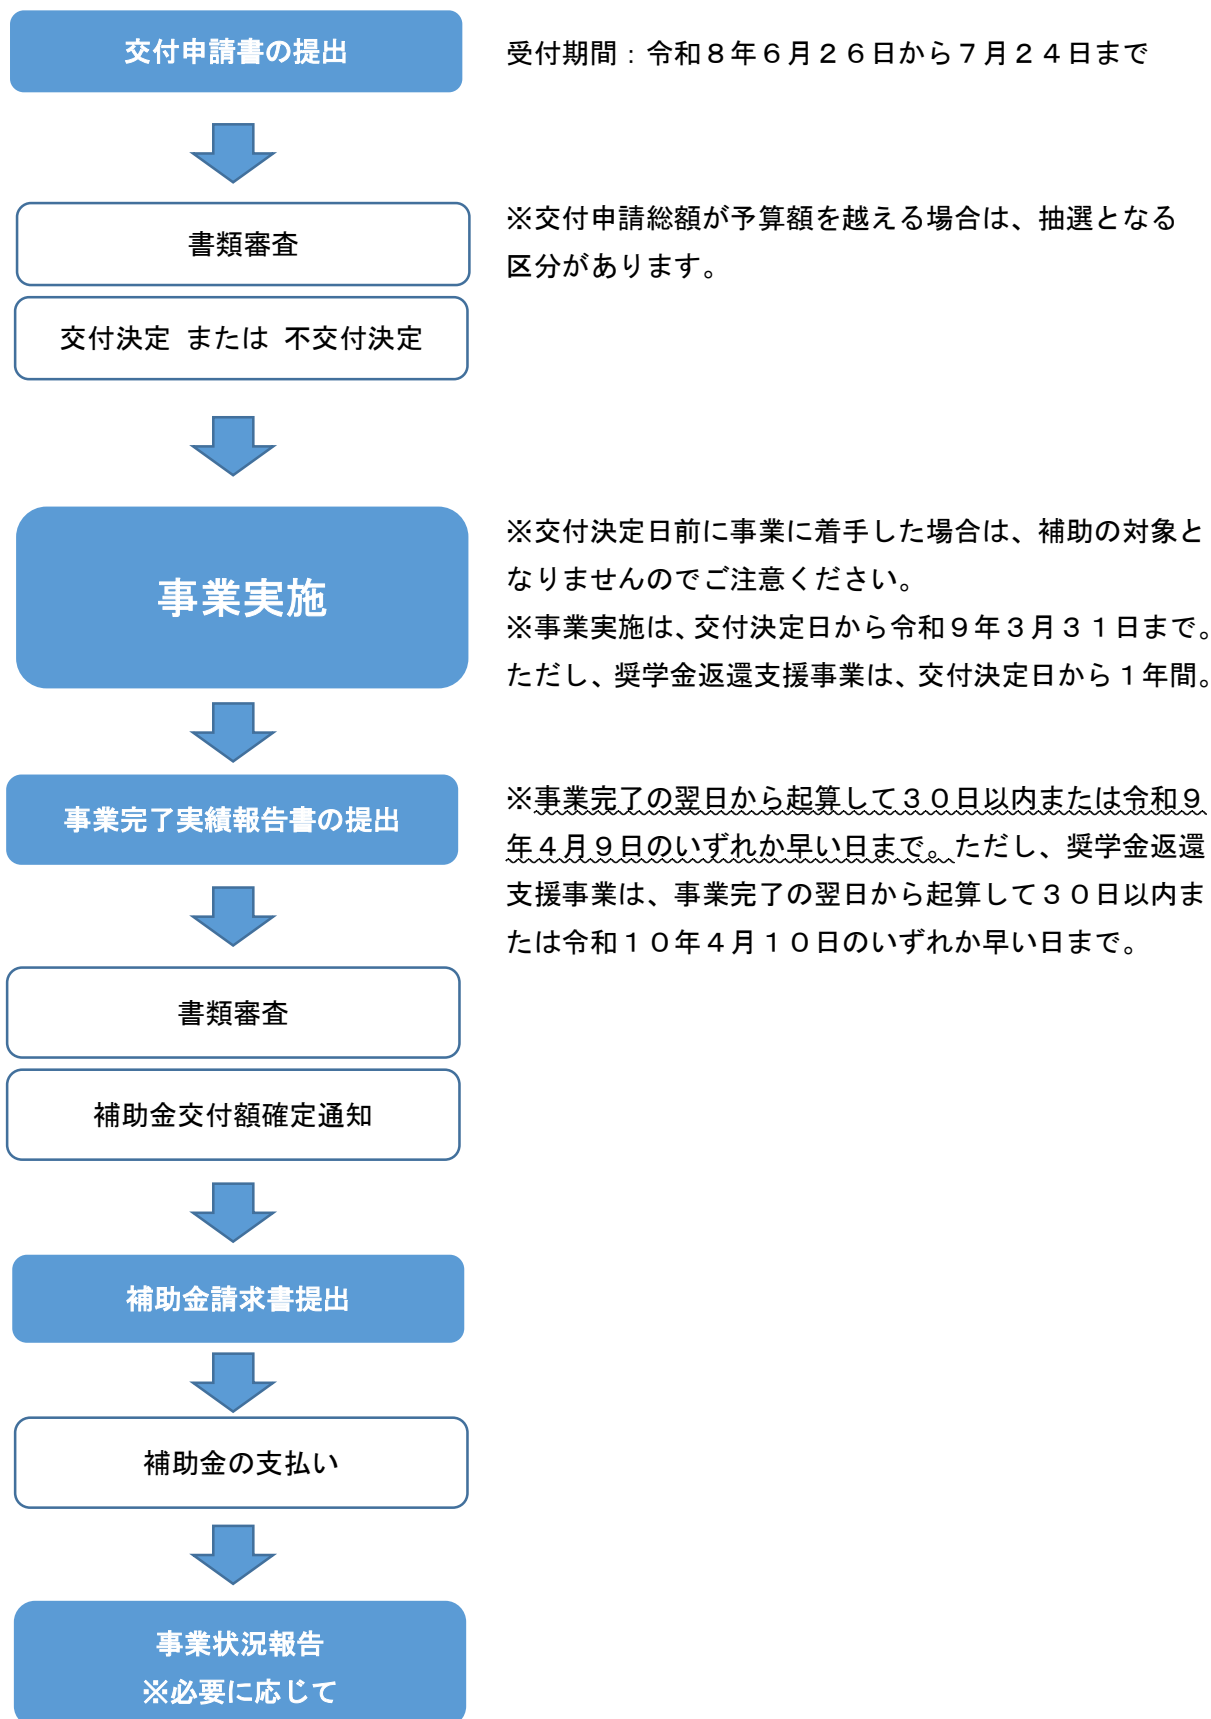 交付申請書の提出
受付期間：令和８年６月２６日から７月２４日まで
書類審査
※交付申請総額が予算額を越える場合は、抽選となる
区分があります。
交付決定 または 不交付決定
事業実施
※交付決定日前に事業に着手した場合は、補助の対象と
なりませんのでご注意ください。
※事業実施は、交付決定日から令和９年３月３１日まで。
ただし、奨学金返還支援事業は、交付決定日から１年間。
事業完了実績報告書の提出
※事業完了の翌日から起算して３０日以内または令和９
年４月９日のいずれか早い日まで。ただし、奨学金返還
支援事業は、事業完了の翌日から起算して３０日以内ま
たは令和１０年４月１０日のいずれか早い日まで。
書類審査
補助金交付額確定通知
補助金請求書提出
補助金の支払い
事業状況報告
※必要に応じて